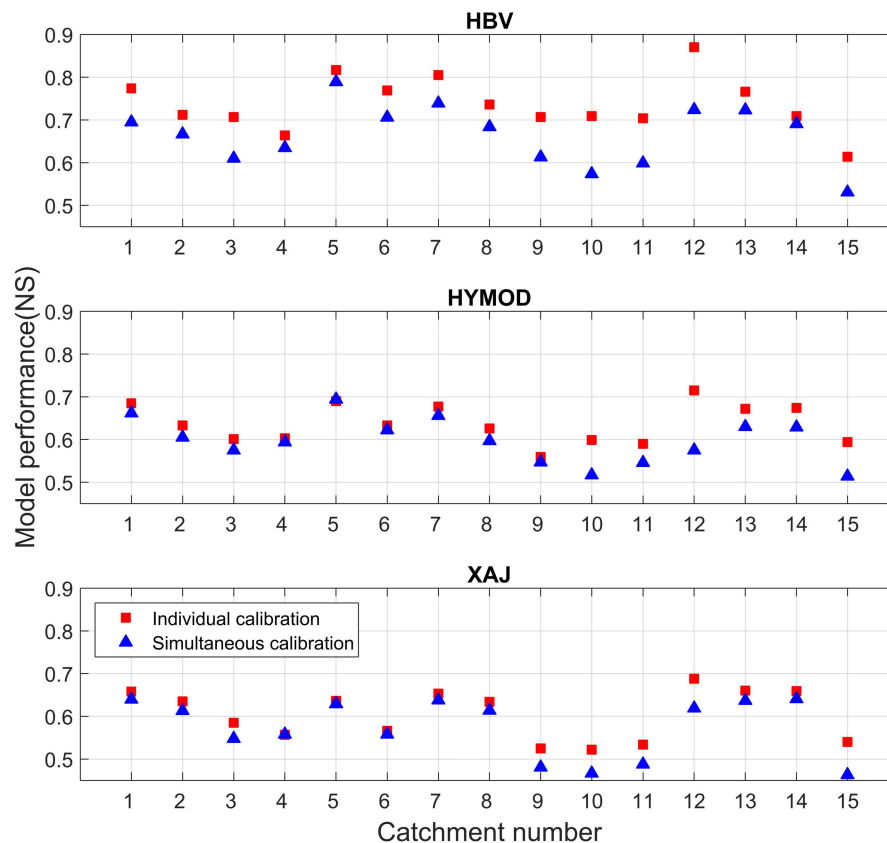 HBV
0.9
0.8
0.7
0.6
0.5
1 2 3 4 5 6 7 8 9 10 11 12 13 14 15
Model performance(NS)
HYMOD
0.9
0.8
0.7
0.6
0.5
1 2 3 4 5 6 7 8 9 10 11 12 13 14 15
XAJ
0.9
0.8
0.7
0.6
0.5
Individual calibration
Simultaneous calibration
1 2 3 4 5 6 7 8 9 10 11 12 13 14 15
Catchment number